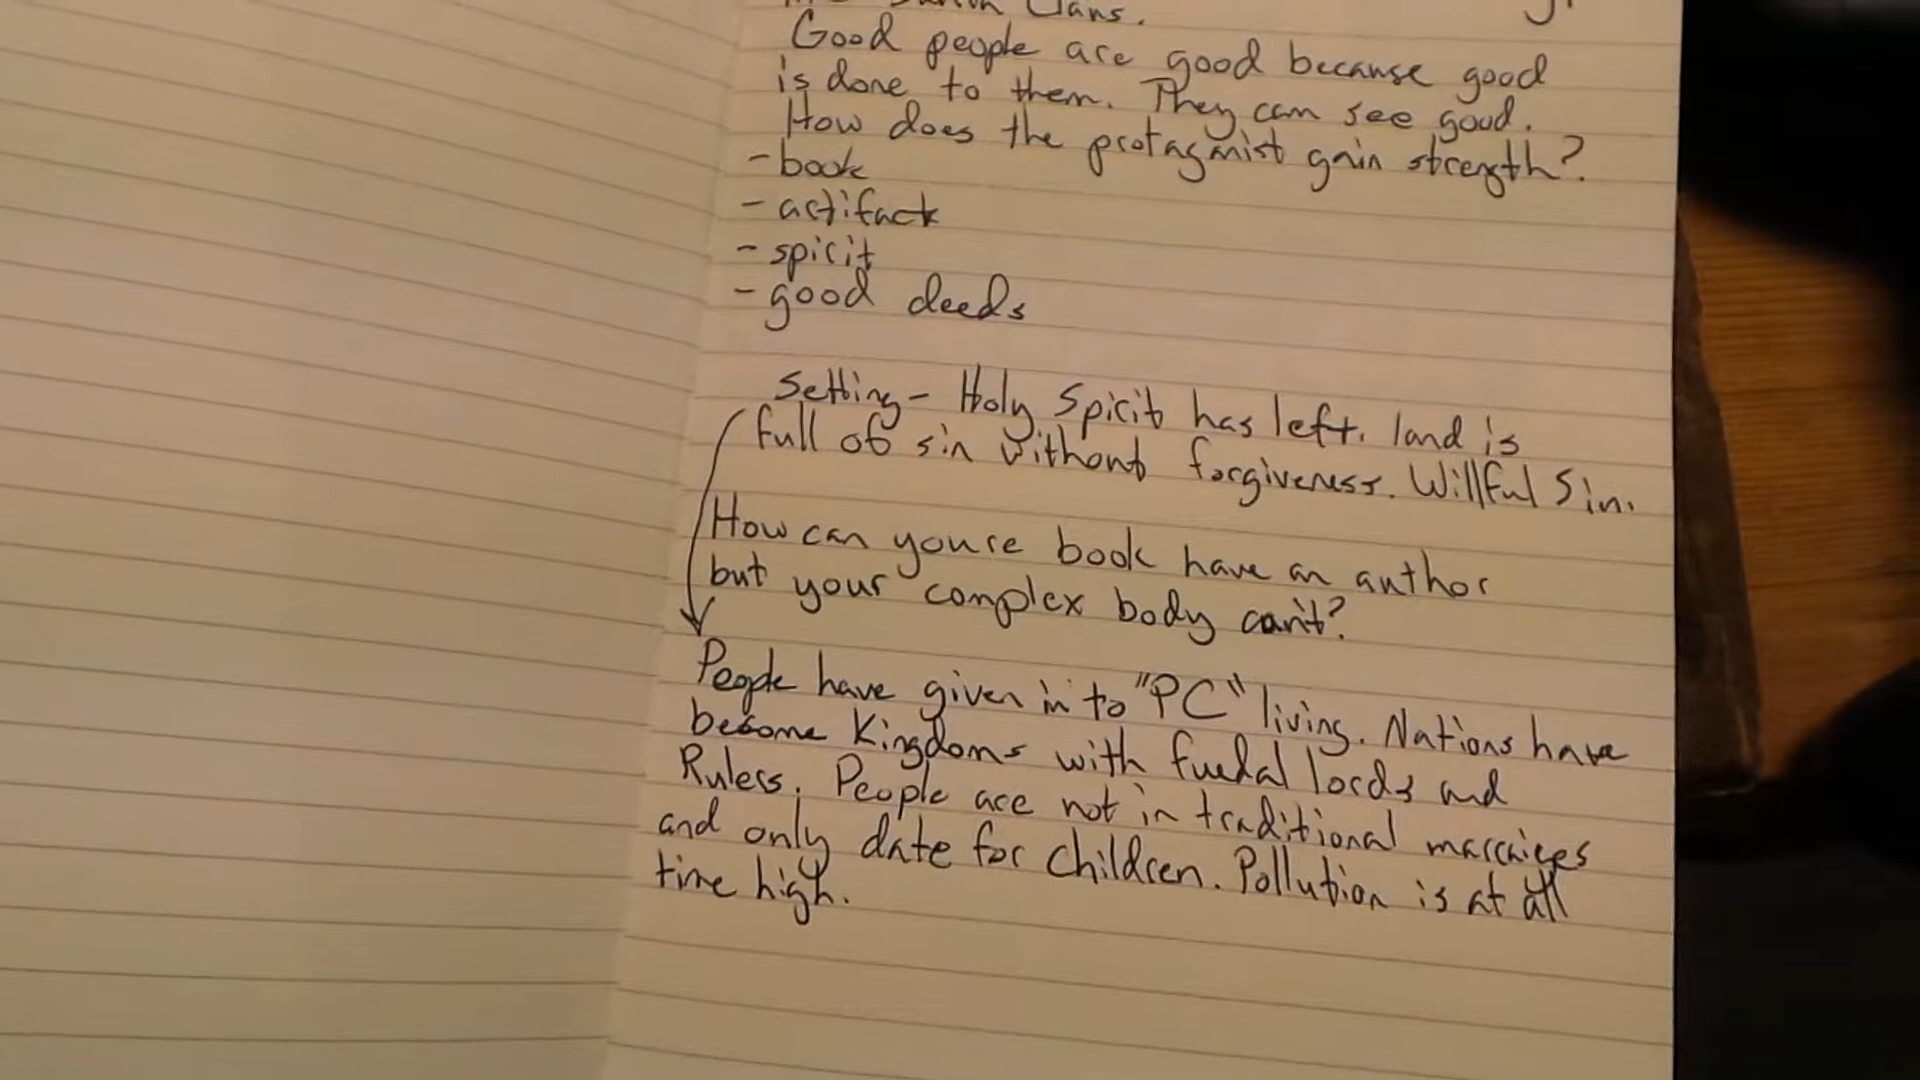 Clans.
Good people are good because good
is done to them. They can see good.
How does the protaganist gain strength?
- book
- artifact
- spirit
- good deeds
Setting - Holy Spirit has left. land is
full of sin without forgiveness. Willful Sin.
How can youre book have an author
but your complex body can't?
People have given in to "PC" living. Nations have
become Kingdoms with fuedal lords and
Rulers. People are not in traditional marraiges
and only date for children. Pollution is at all
time high.